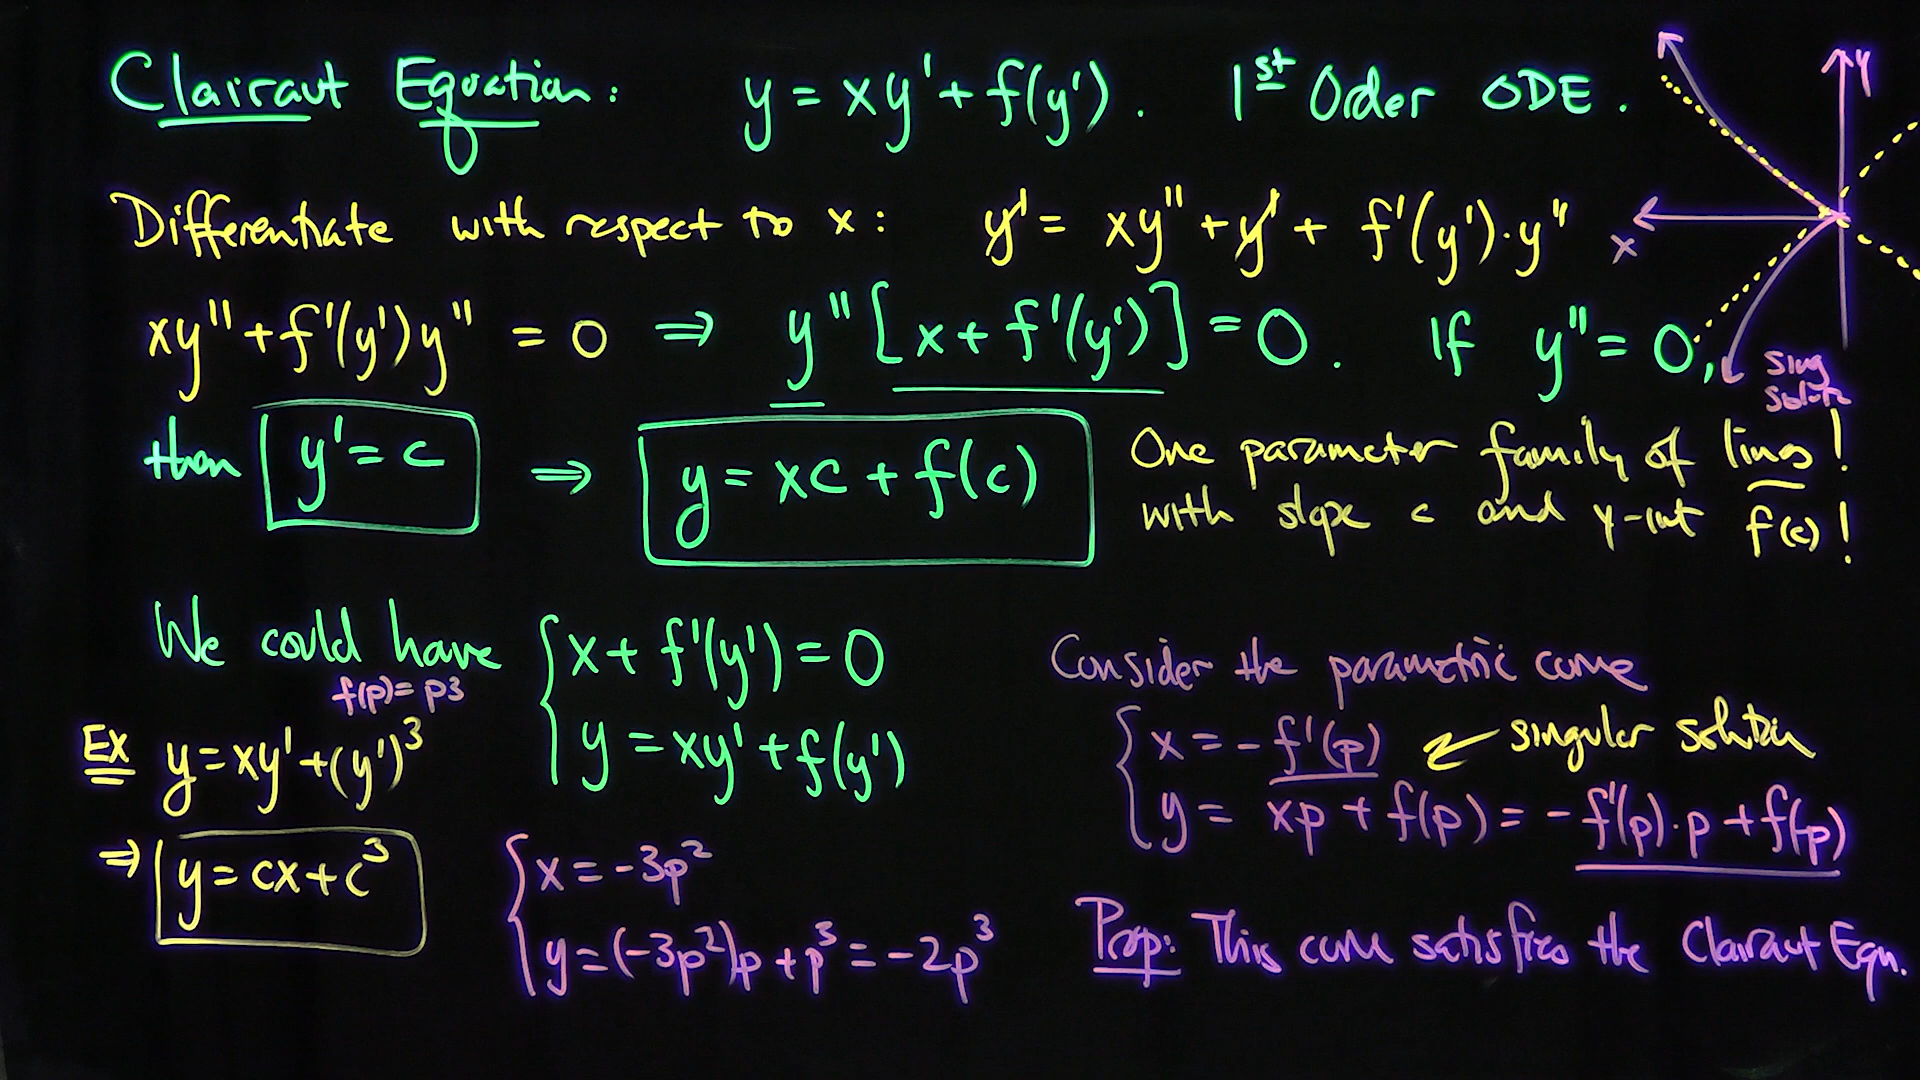 Clairaut Equation: y = xy' + f(y'). 1st Order ODE.
Y
Differentiate with respect to x: y' = xy'' + y' + f'(y')·y''
x
xy'' + f'(y')y'' = 0 ⇒ y''[x + f'(y')] = 0. If y'' = 0,
sing
soln
then y' = c ⇒ y = xc + f(c) One parameter family of lines!
with slope c and y-int f(c)!
We could have { x + f'(y') = 0
y = xy' + f(y')
Consider the parametric curve
{ x = -f'(p) singular solution
y = xp + f(p) = -f'(p)·p + f(p)
f(p) = p3
Ex y = xy' + (y')³
⇒ y = cx + c³
{ x = -3p²
y = (-3p²)p + p³ = -2p³
Prop: This curve satisfies the Clairaut Eqn.